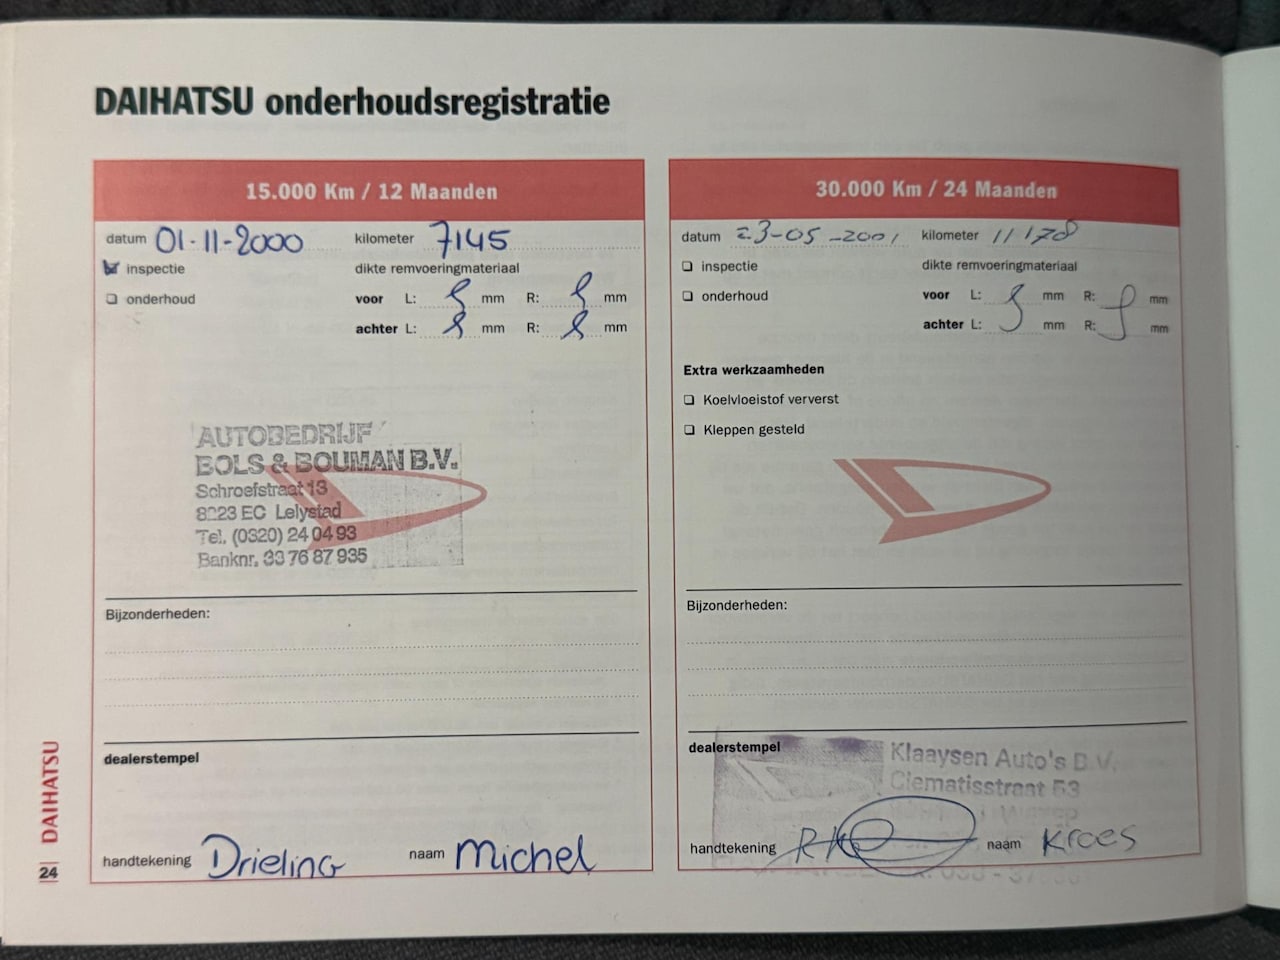 DAIHATSU onderhoudsregistratie
15.000 Km / 12 Maanden
datum 01-11-2000 kilometer 7145
inspectie dikte remvoeringmateriaal
onderhoud voor L: 8 mm R: 8 mm
achter L: 8 mm R: 8 mm
AUTOBEDRIJF
BOLS & BOUMAN B.V.
Schroefstraat 13
8223 EC Lelystad
Tel. (0320) 24 04 93
Banknr. 33 76 87 935
Bijzonderheden:
dealerstempel
handtekening Drieling naam Michel
30.000 Km / 24 Maanden
datum 23-05-2001 kilometer 11178
inspectie dikte remvoeringmateriaal
onderhoud voor L: mm R: mm
achter L: mm R: mm
Extra werkzaamheden
Koelvloeistof ververst
Kleppen gesteld
Bijzonderheden:
dealerstempel
Klaaysen Auto's B.V.
Clematisstraat 53
handtekening naam Kroes
DAIHATSU
24